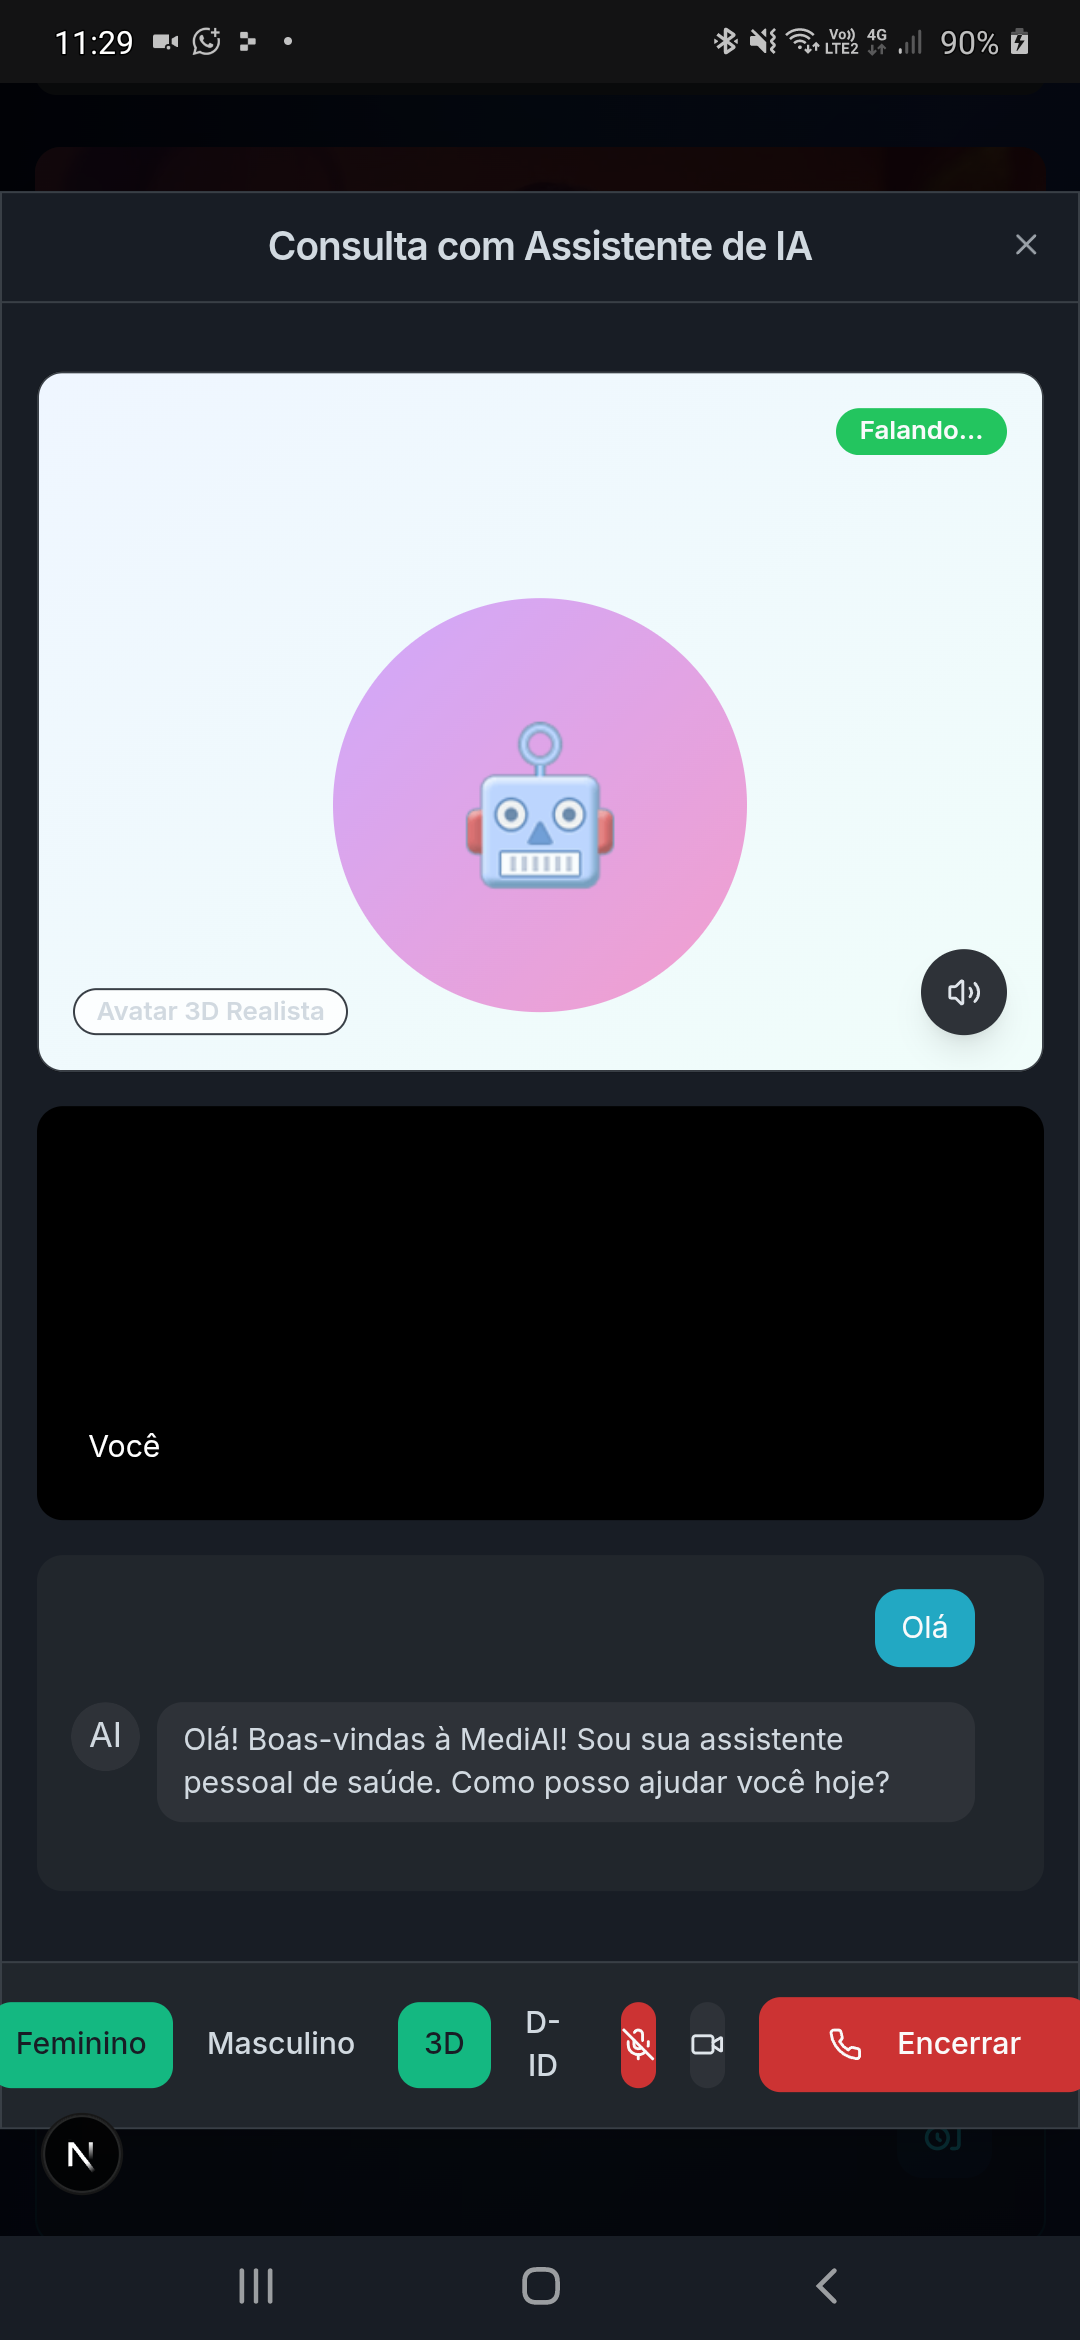 11:29
Vo)) LTE2 4G 90%
Consulta com Assistente de IA
Falando...
Avatar 3D Realista
Você
Olá
AI
Olá! Boas-vindas à MediAI! Sou sua assistente
pessoal de saúde. Como posso ajudar você hoje?
Feminino
Masculino
3D
D-
ID
Encerrar
N